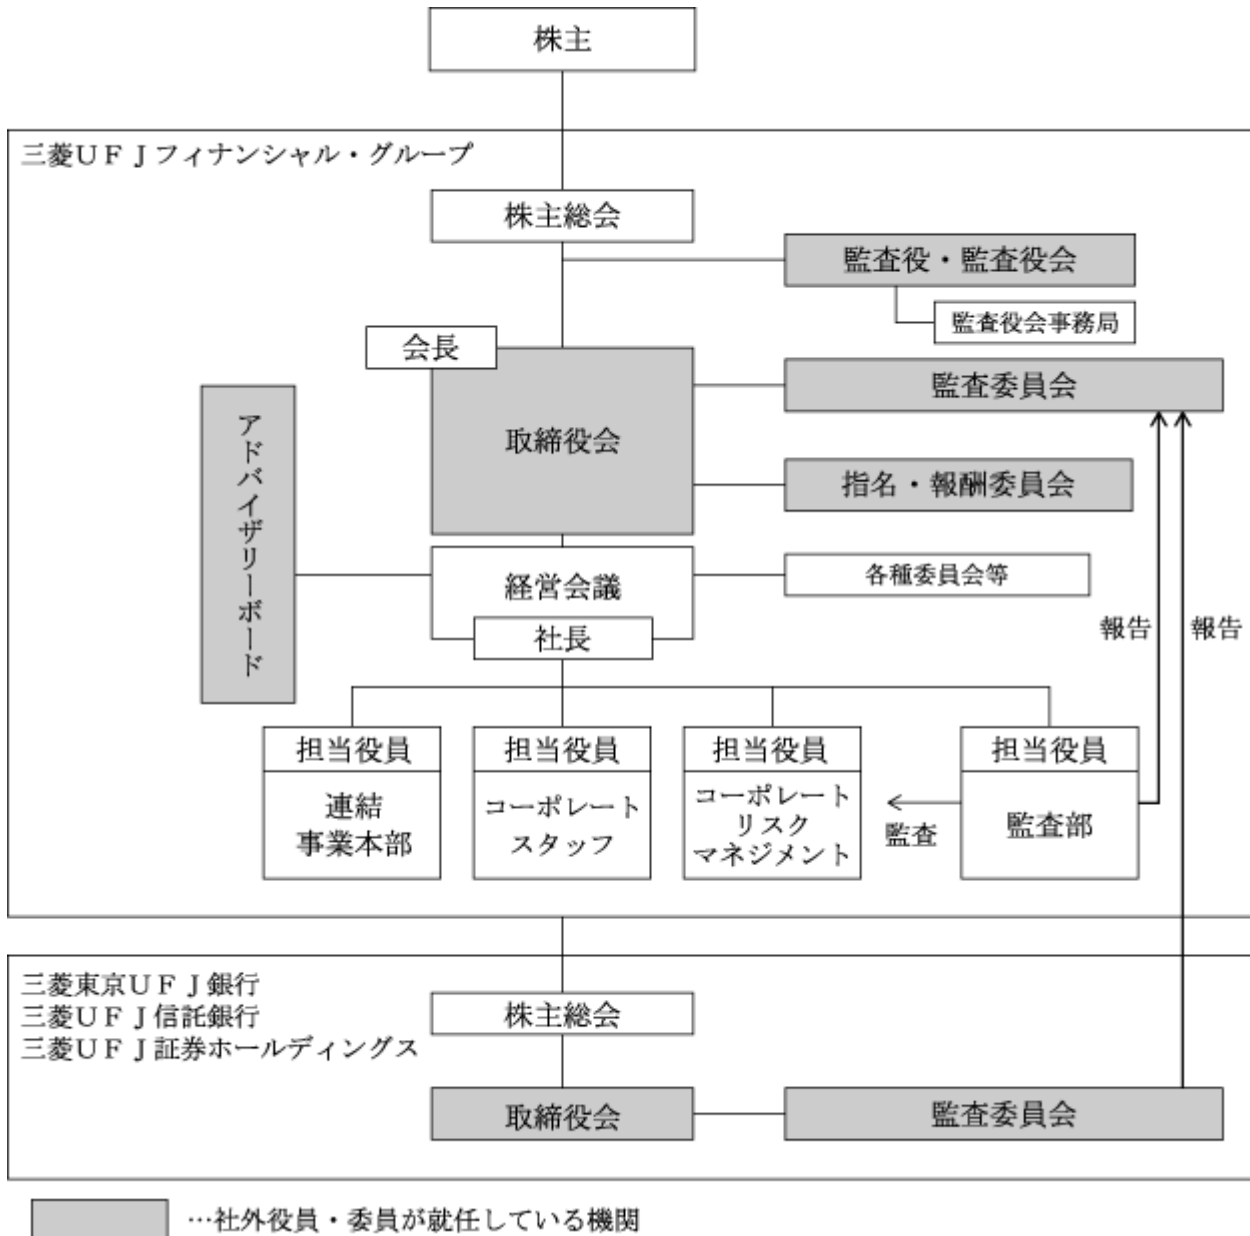 株主
三菱ＵＦＪフィナンシャル・グループ
株主総会
監査役・監査役会
監査役会事務局
会長
監査委員会
取締役会
アドバイザリーボード
指名・報酬委員会
経営会議
各種委員会等
社長
報告
報告
担当役員
連結
事業本部
担当役員
コーポレート
スタッフ
担当役員
コーポレート
リスク
マネジメント
監査
担当役員
監査部
三菱東京ＵＦＪ銀行
三菱ＵＦＪ信託銀行
三菱ＵＦＪ証券ホールディングス
株主総会
取締役会
監査委員会
…社外役員・委員が就任している機関